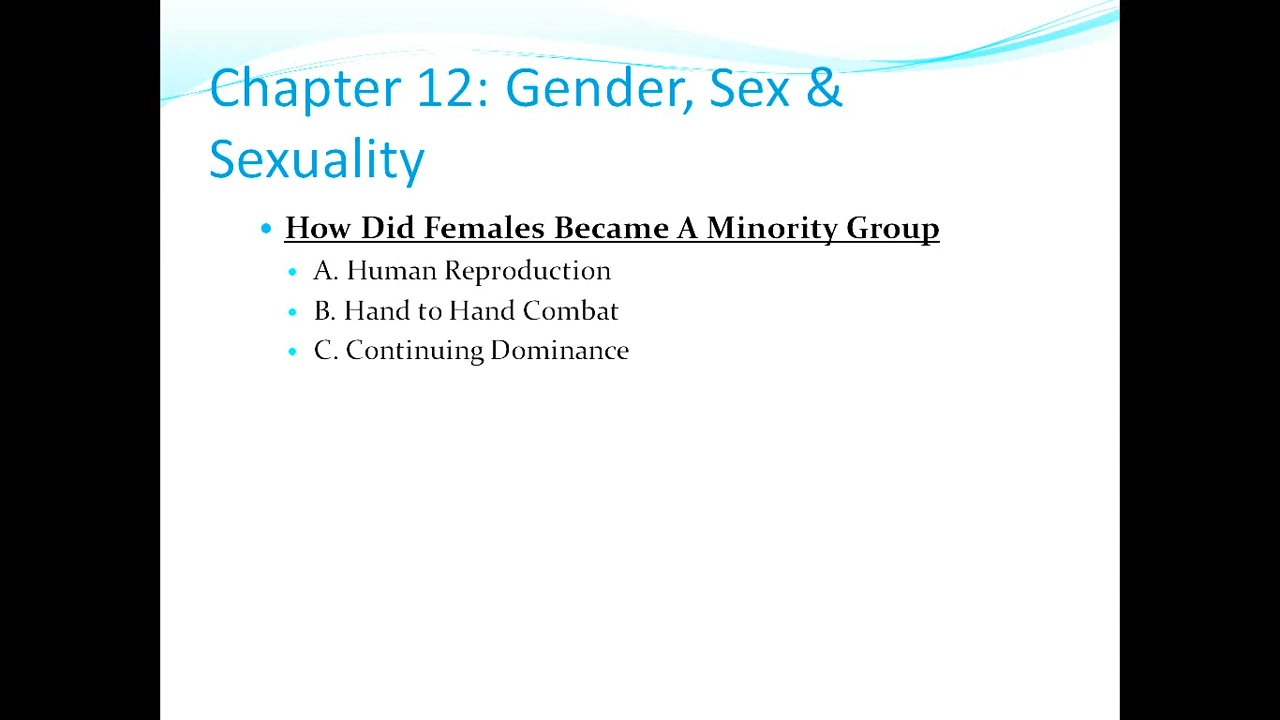 Chapter 12: Gender, Sex &
Sexuality
How Did Females Became A Minority Group
A. Human Reproduction
B. Hand to Hand Combat
C. Continuing Dominance